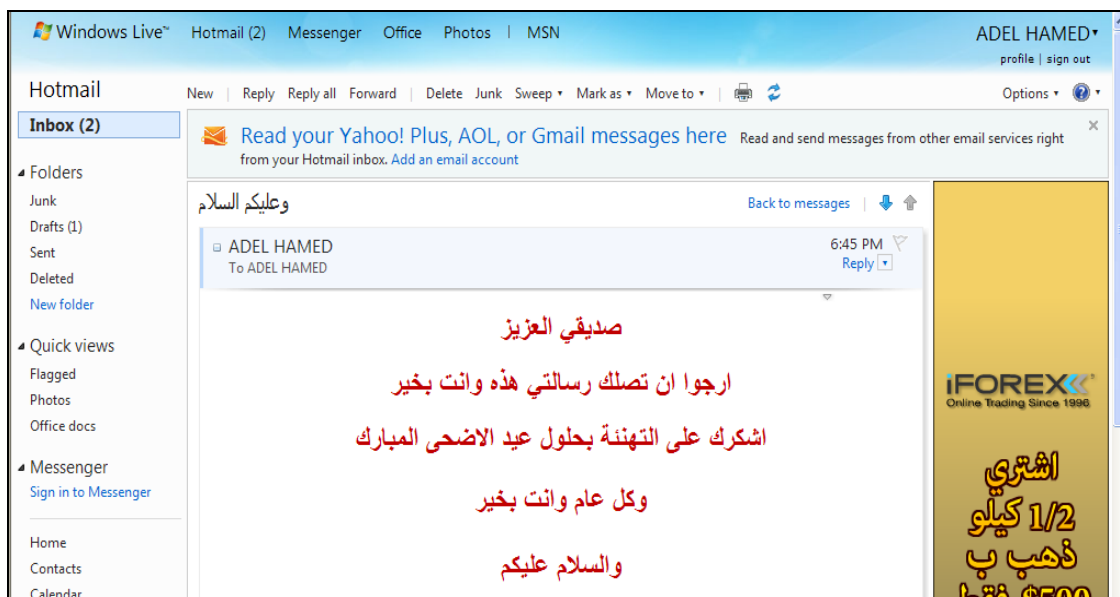 Windows Live™ Hotmail (2) Messenger Office Photos | MSN ADEL HAMED
profile | sign out
Hotmail
New | Reply Reply all Forward | Delete Junk Sweep Mark as Move to | Options
Inbox (2)
Read your Yahoo! Plus, AOL, or Gmail messages here Read and send messages from other email services right
from your Hotmail inbox. Add an email account
Folders
Junk
Drafts (1)
Sent
Deleted
New folder
Quick views
Flagged
Photos
Office docs
Messenger
Sign in to Messenger
Home
Contacts
Calendar
وعليكم السلام
Back to messages |
ADEL HAMED 6:45 PM
To ADEL HAMED Reply
صديقي العزيز
ارجوا ان تصلك رسالتي هذه وانت بخير
اشكرك على التهنئة بحلول عيد الاضحى المبارك
وكل عام وانت بخير
والسلام عليكم
iFOREX
Online Trading Since 1996
اشتري
1/2 كيلو
ذهب ب
$500 فقط